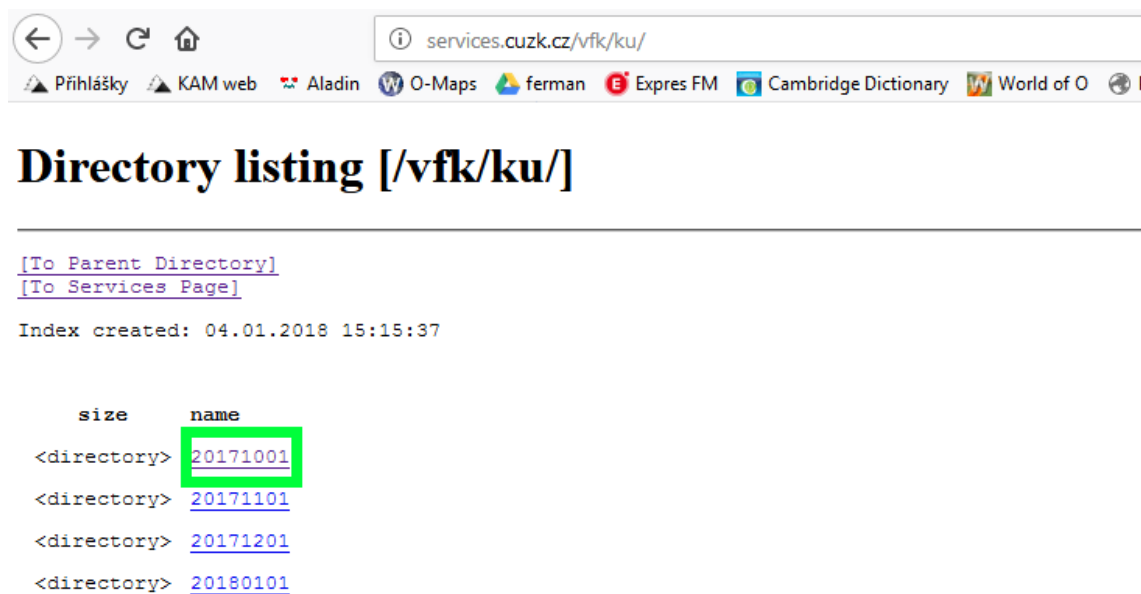 services.cuzk.cz/vfk/ku/
Přihlášky KAM web Aladin O-Maps ferman Expres FM Cambridge Dictionary World of O
Directory listing [/vfk/ku/]
[To Parent Directory]
[To Services Page]
Index created: 04.01.2018 15:15:37
size name
<directory> 20171001
<directory> 20171101
<directory> 20171201
<directory> 20180101